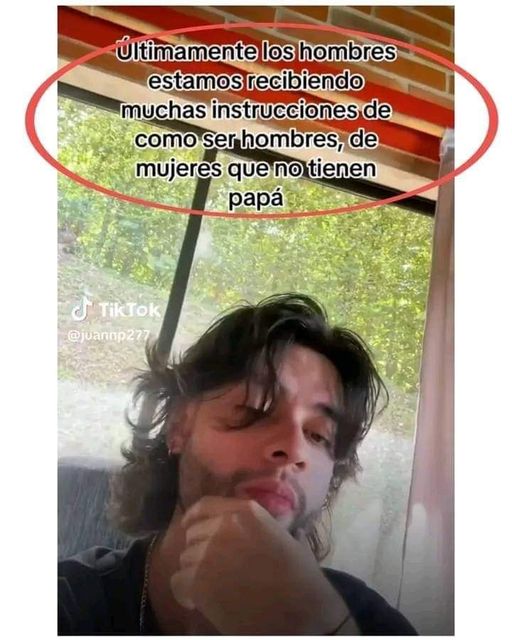 Últimamente los hombres
estamos recibiendo
muchas instrucciones de
como ser hombres, de
mujeres que no tienen
papá
TikTok
@juannp277